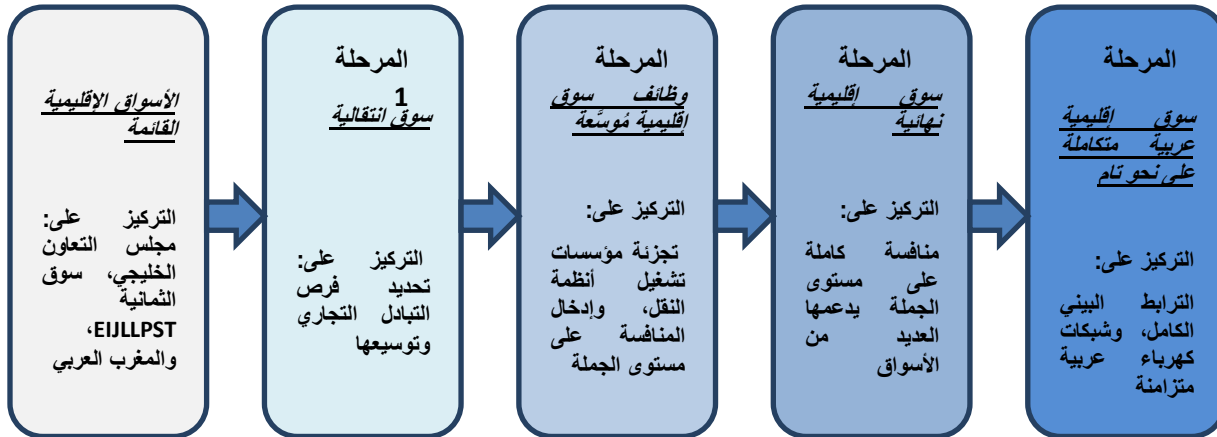 الأسواق الإقليمية
القائمة
التركيز على:
مجلس التعاون
الخليجي، سوق
الثمانية
EIJLLPST،
والمغرب العربي
المرحلة
1
سوق انتقالية
التركيز على:
تحديد فرص
التبادل التجاري
وتوسيعها
المرحلة
وظائف سوق
إقليمية مُوسَّعة
التركيز على:
تجزئة مؤسسات
تشغيل أنظمة
النقل، وإدخال
المنافسة على
مستوى الجملة
المرحلة
سوق إقليمية
نهائية
التركيز على:
منافسة كاملة
على مستوى
الجملة يدعمها
العديد من
الأسواق
المرحلة
سوق إقليمية
عربية متكاملة
على نحو تام
التركيز على:
الترابط البيني
الكامل، وشبكات
كهرباء عربية
متزامنة